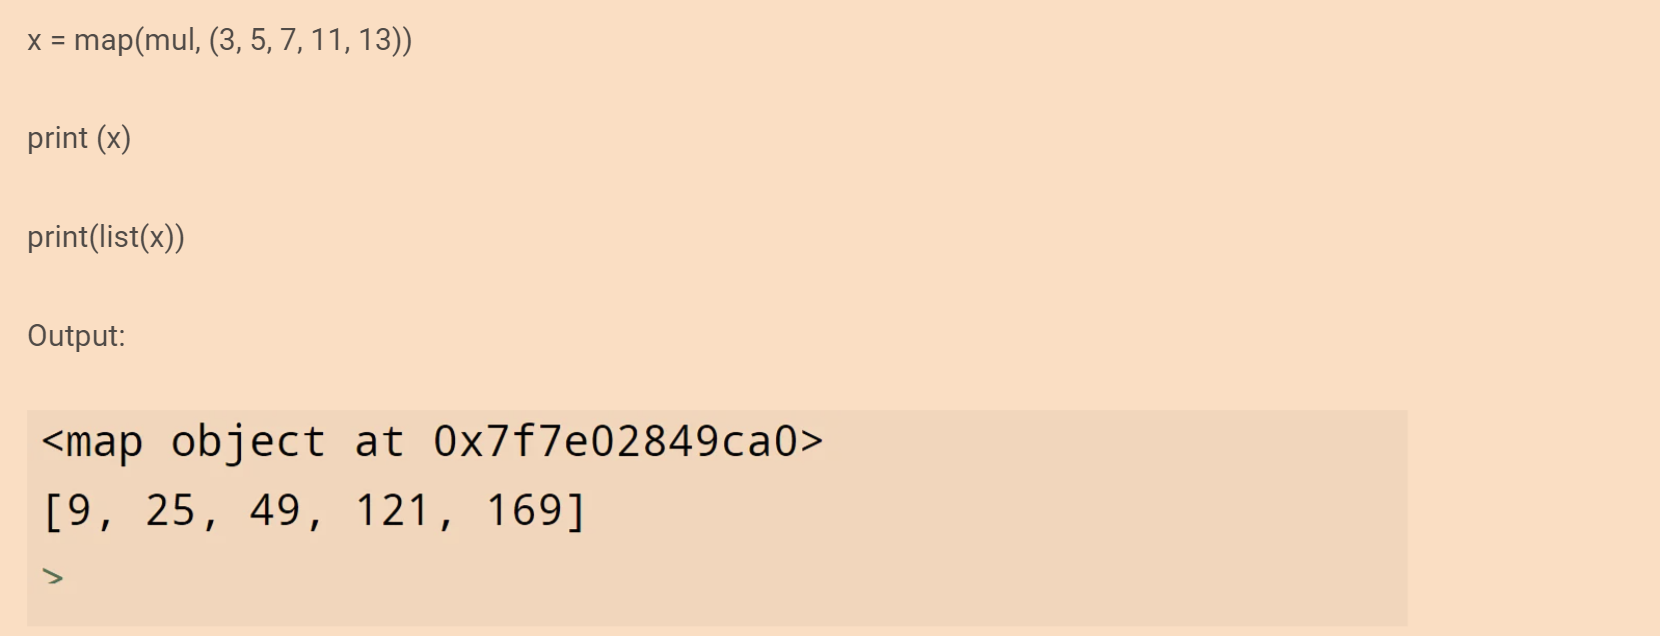 x = map(mul, (3, 5, 7, 11, 13))
print (x)
print(list(x))
Output:
<map object at 0x7f7e02849ca0>
[9, 25, 49, 121, 169]
>